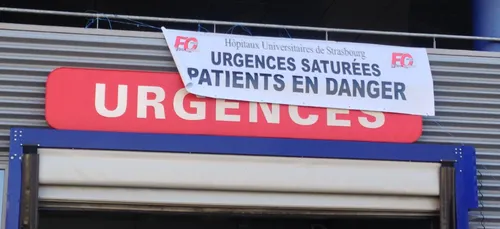 FO
Hôpitaux Universitaires de Strasbourg
FO
URGENCES SATURÉES
PATIENTS EN DANGER
URGENCES